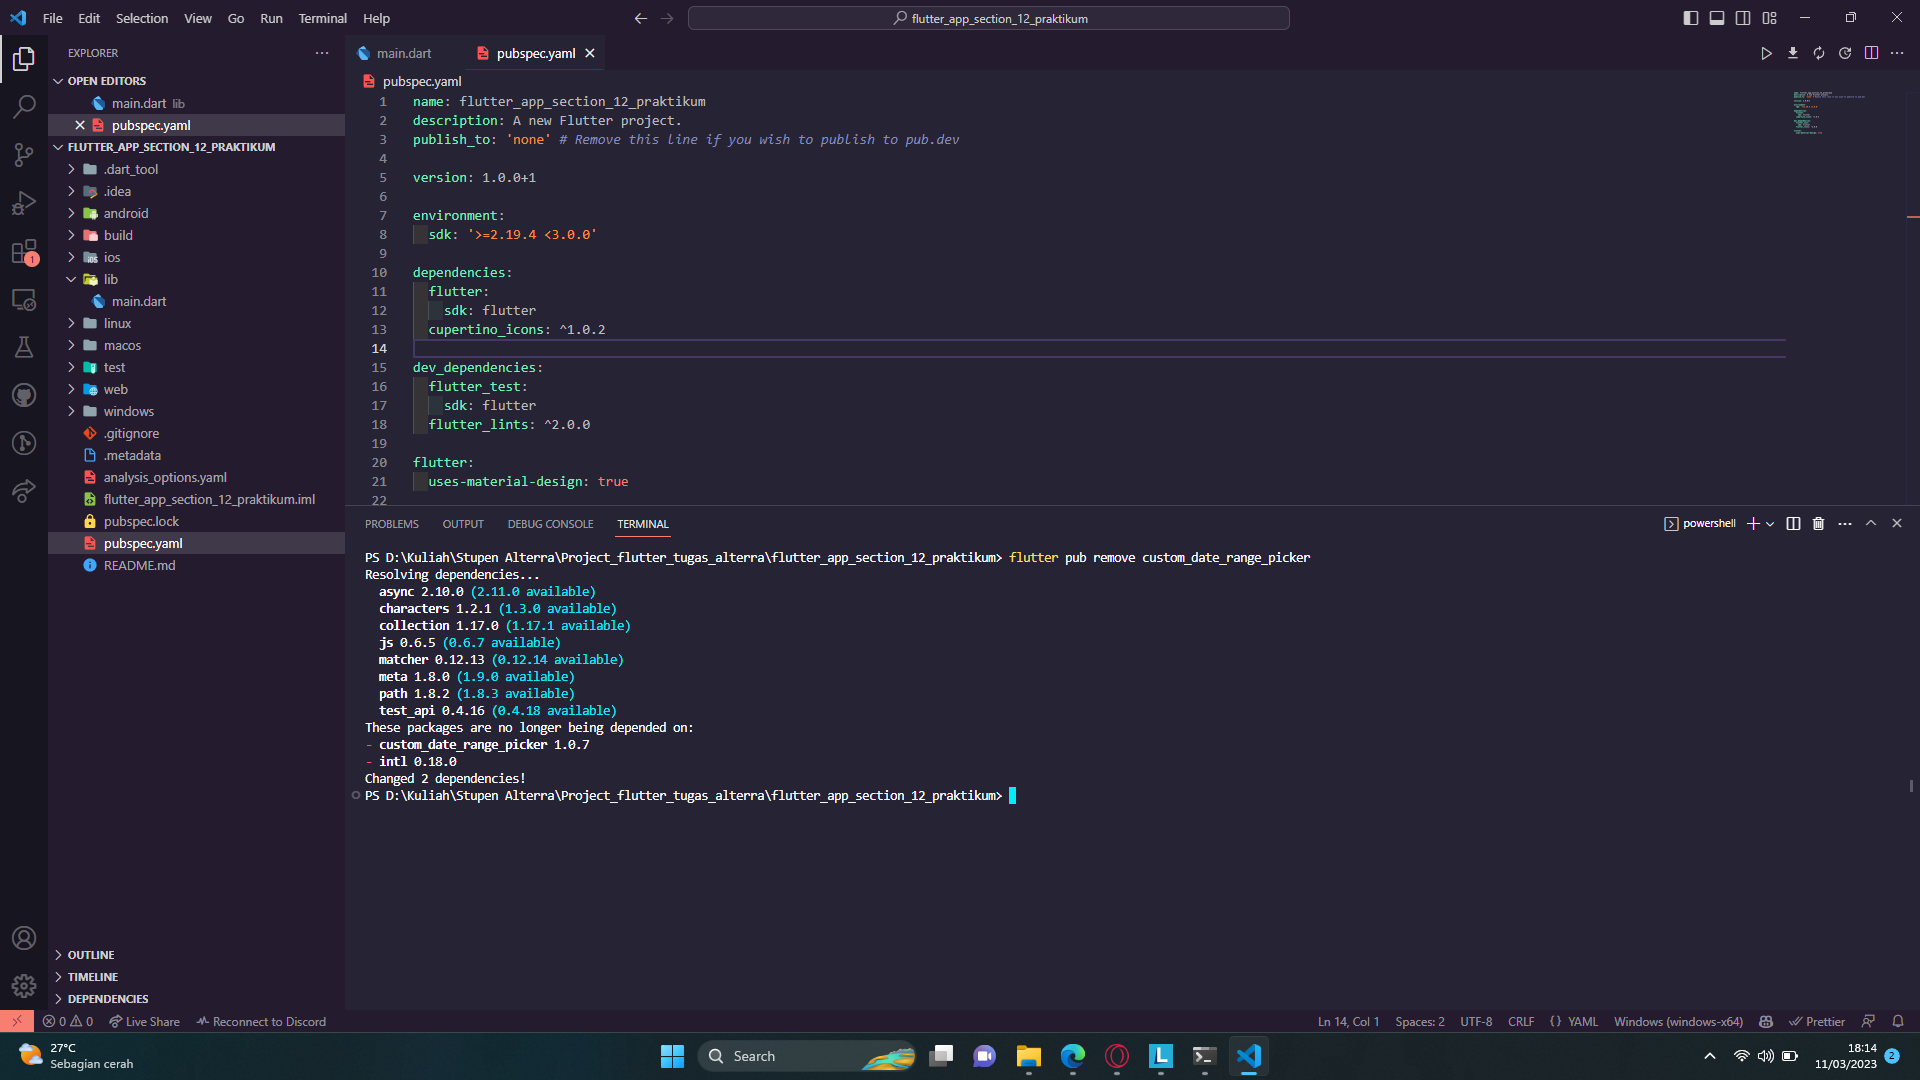 File Edit Selection View Go Run Terminal Help
flutter_app_section_12_praktikum
EXPLORER
OPEN EDITORS
main.dart lib
pubspec.yaml
FLUTTER_APP_SECTION_12_PRAKTIKUM
.dart_tool
.idea
android
build
ios
lib
main.dart
linux
macos
test
web
windows
.gitignore
.metadata
analysis_options.yaml
flutter_app_section_12_praktikum.iml
pubspec.lock
pubspec.yaml
README.md
OUTLINE
TIMELINE
DEPENDENCIES
1
main.dart
pubspec.yaml
pubspec.yaml
1 name: flutter_app_section_12_praktikum
2 description: A new Flutter project.
3 publish_to: 'none' # Remove this line if you wish to publish to pub.dev
4
5 version: 1.0.0+1
6
7 environment:
8 sdk: '>=2.19.4 <3.0.0'
9
10 dependencies:
11 flutter:
12 sdk: flutter
13 cupertino_icons: ^1.0.2
14
15 dev_dependencies:
16 flutter_test:
17 sdk: flutter
18 flutter_lints: ^2.0.0
19
20 flutter:
21 uses-material-design: true
22
PROBLEMS OUTPUT DEBUG CONSOLE TERMINAL
powershell
PS D:\Kuliah\Stupen Alterra\Project_flutter_tugas_alterra\flutter_app_section_12_praktikum> flutter pub remove custom_date_range_picker
Resolving dependencies...
async 2.10.0 (2.11.0 available)
characters 1.2.1 (1.3.0 available)
collection 1.17.0 (1.17.1 available)
js 0.6.5 (0.6.7 available)
matcher 0.12.13 (0.12.14 available)
meta 1.8.0 (1.9.0 available)
path 1.8.2 (1.8.3 available)
test_api 0.4.16 (0.4.18 available)
These packages are no longer being depended on:
- custom_date_range_picker 1.0.7
- intl 0.18.0
Changed 2 dependencies!
PS D:\Kuliah\Stupen Alterra\Project_flutter_tugas_alterra\flutter_app_section_12_praktikum>
0 0 Live Share Reconnect to Discord
Ln 14, Col 1 Spaces: 2 UTF-8 CRLF {} YAML Windows (windows-x64) Prettier
27°C
Sebagian cerah
Search
L
18:14
11/03/2023
2